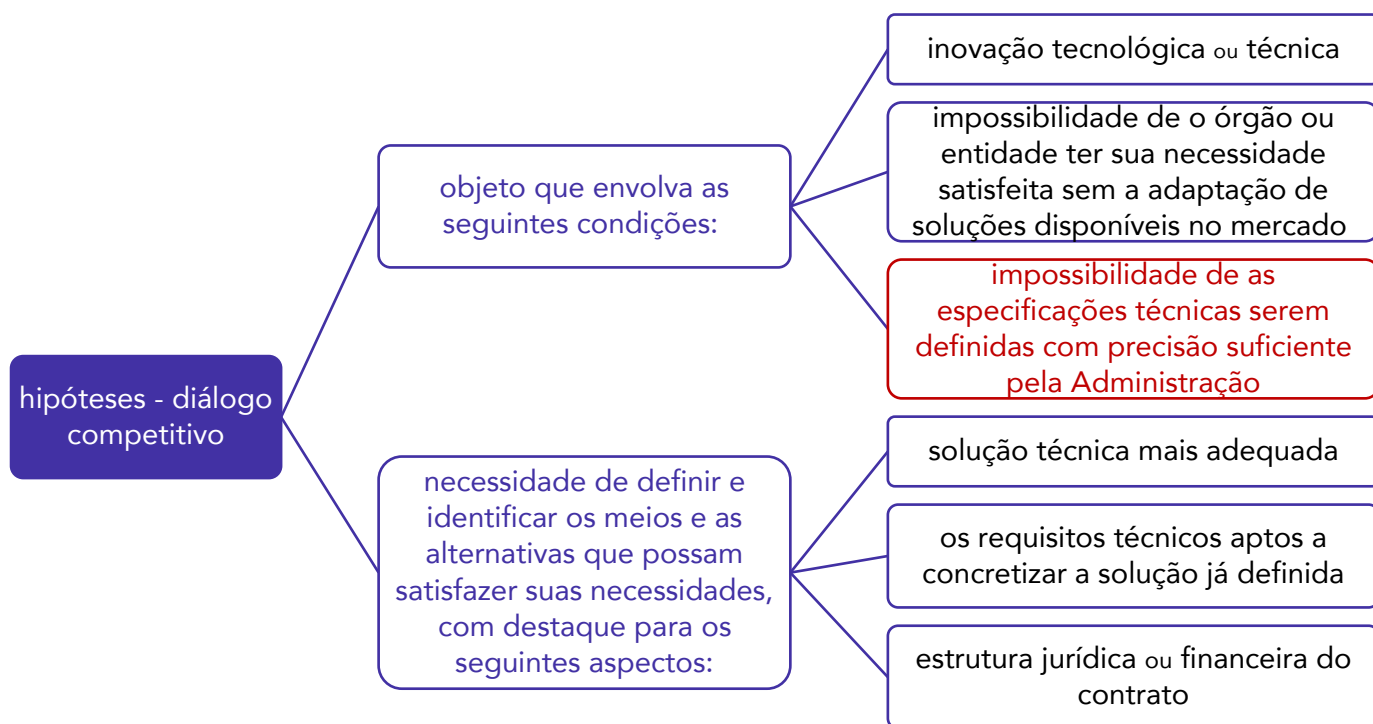 hipóteses - diálogo
competitivo
objeto que envolva as
seguintes condições:
inovação tecnológica ou técnica
impossibilidade de o órgão ou
entidade ter sua necessidade
satisfeita sem a adaptação de
soluções disponíveis no mercado
impossibilidade de as
especificações técnicas serem
definidas com precisão suficiente
pela Administração
necessidade de definir e
identificar os meios e as
alternativas que possam
satisfazer suas necessidades,
com destaque para os
seguintes aspectos:
solução técnica mais adequada
os requisitos técnicos aptos a
concretizar a solução já definida
estrutura jurídica ou financeira do
contrato